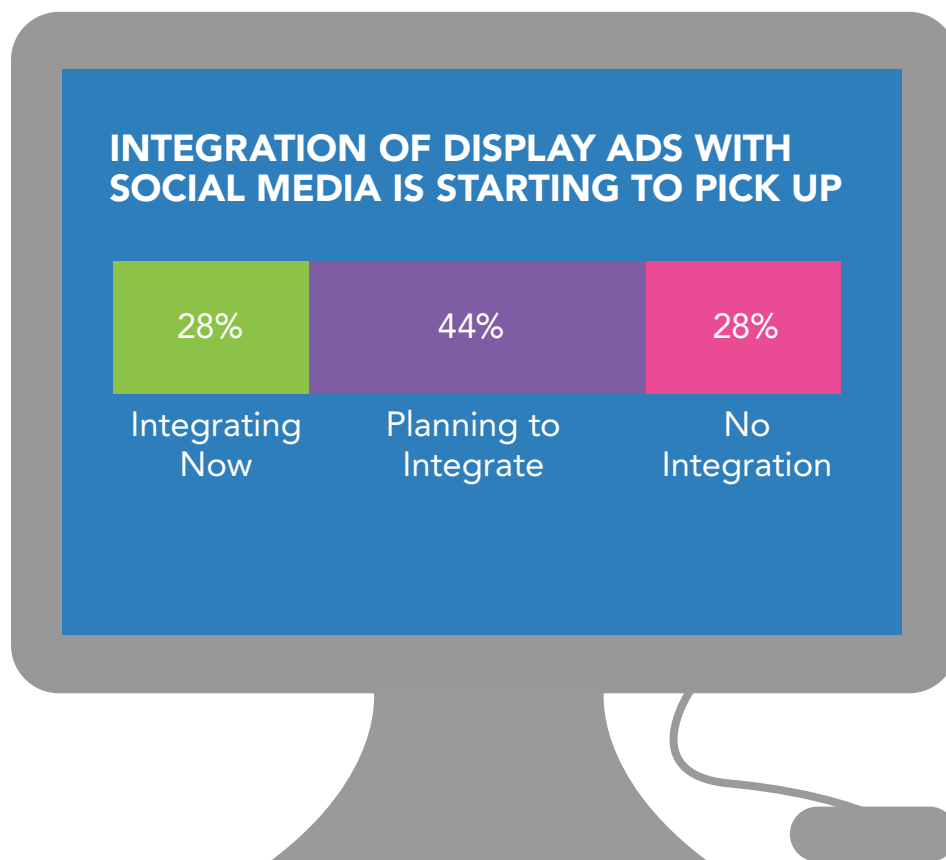 INTEGRATION OF DISPLAY ADS WITH
SOCIAL MEDIA IS STARTING TO PICK UP
28%
44%
28%
Integrating
Now
Planning to
Integrate
No
Integration